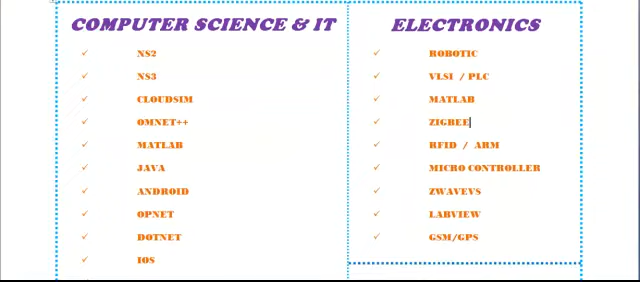 COMPUTER SCIENCE & IT
NS2
NS3
CLOUDSIM
OMNET++
MATLAB
JAVA
ANDROID
OPNET
DOTNET
IOS
ELECTRONICS
ROBOTIC
VLSI / PLC
MATLAB
ZIGBEE
RFID / ARM
MICRO CONTROLLER
ZWAVEVS
LABVIEW
GSM/GPS